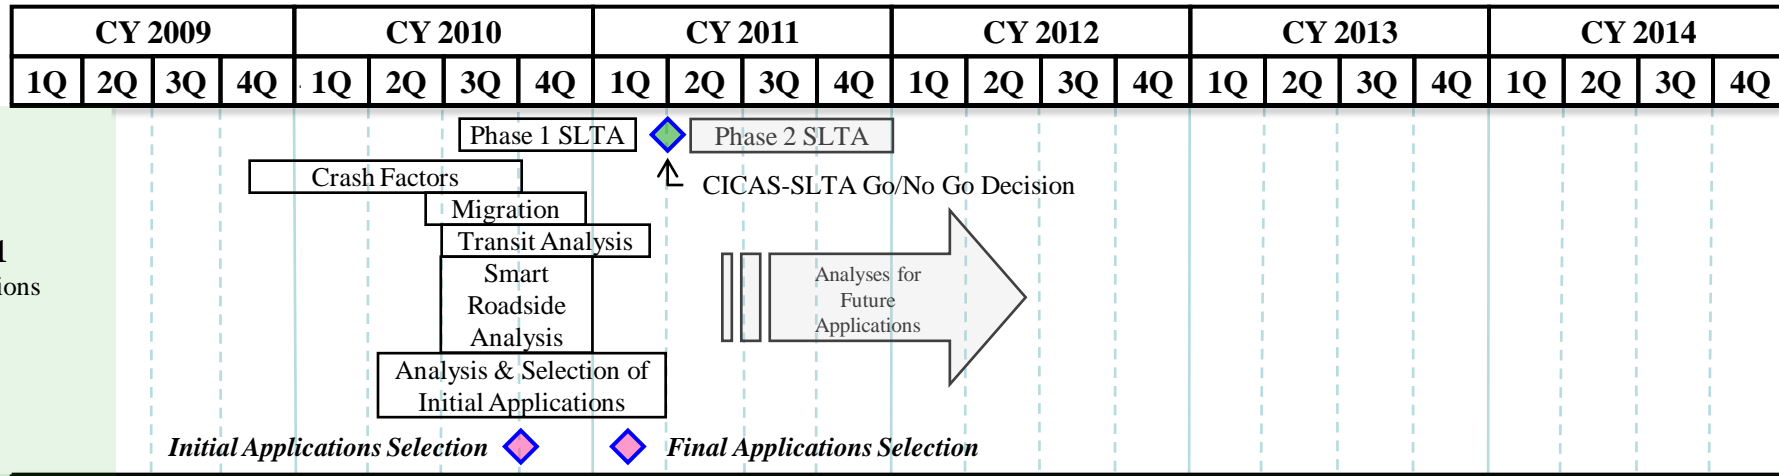 CY 2009 CY 2010 CY 2011 CY 2012 CY 2013 CY 2014
1Q 2Q 3Q 4Q 1Q 2Q 3Q 4Q 1Q 2Q 3Q 4Q 1Q 2Q 3Q 4Q 1Q 2Q 3Q 4Q 1Q 2Q 3Q 4Q
Phase 1 SLTA Phase 2 SLTA
Crash Factors
CICAS-SLTA Go/No Go Decision
Migration
Transit Analysis
1
ions
Smart
Roadside
Analysis
Analyses for
Future
Applications
Analysis & Selection of
Initial Applications
Initial Applications Selection Final Applications Selection